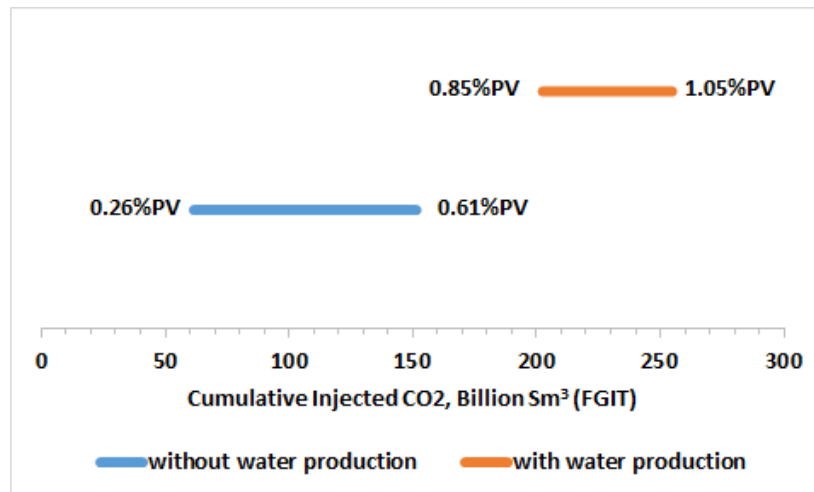 0.85%PV 1.05%PV
0.26%PV 0.61%PV
0 50 100 150 200 250 300
Cumulative Injected CO2, Billion Sm³ (FGIT)
without water production with water production